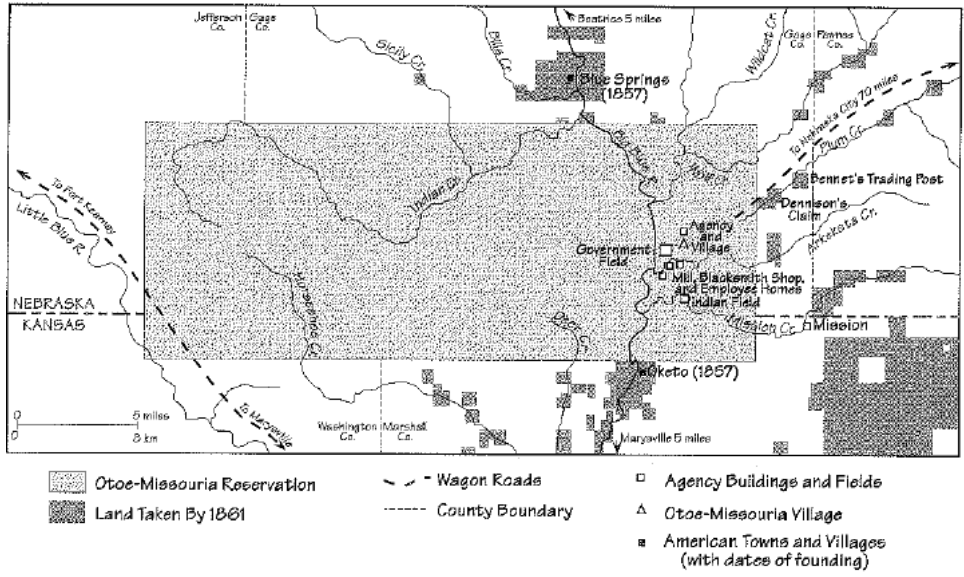 Jefferson Gage
Co. Co.
Beatrice 5 miles
Sicily Cr.
Bills Cr.
Wildcat Cr.
Gage Pawnee
Co. Co.
Blue Springs
(1857)
To Nebraska City 70 miles
Plum Cr.
Big Blue R.
Indian Cr.
Bennet's Trading Post
Dennison's
Claim
To Fort Kearney
Little Blue R.
Agency
and
Village
Arkeketa Cr.
Government
Field
Mill, Blacksmith Shop,
and Employee Homes
Indian Field
NEBRASKA
KANSAS
Mission Cr.
Mission
Deer Cr.
Oketo (1857)
To Marysville
0 5 miles
0 8 km
Washington Marshall
Co. Co.
Marysville 5 miles
Otoe-Missouria Reservation
Land Taken By 1861
Wagon Roads
County Boundary
Agency Buildings and Fields
Otoe-Missouria Village
American Towns and Villages
(with dates of founding)